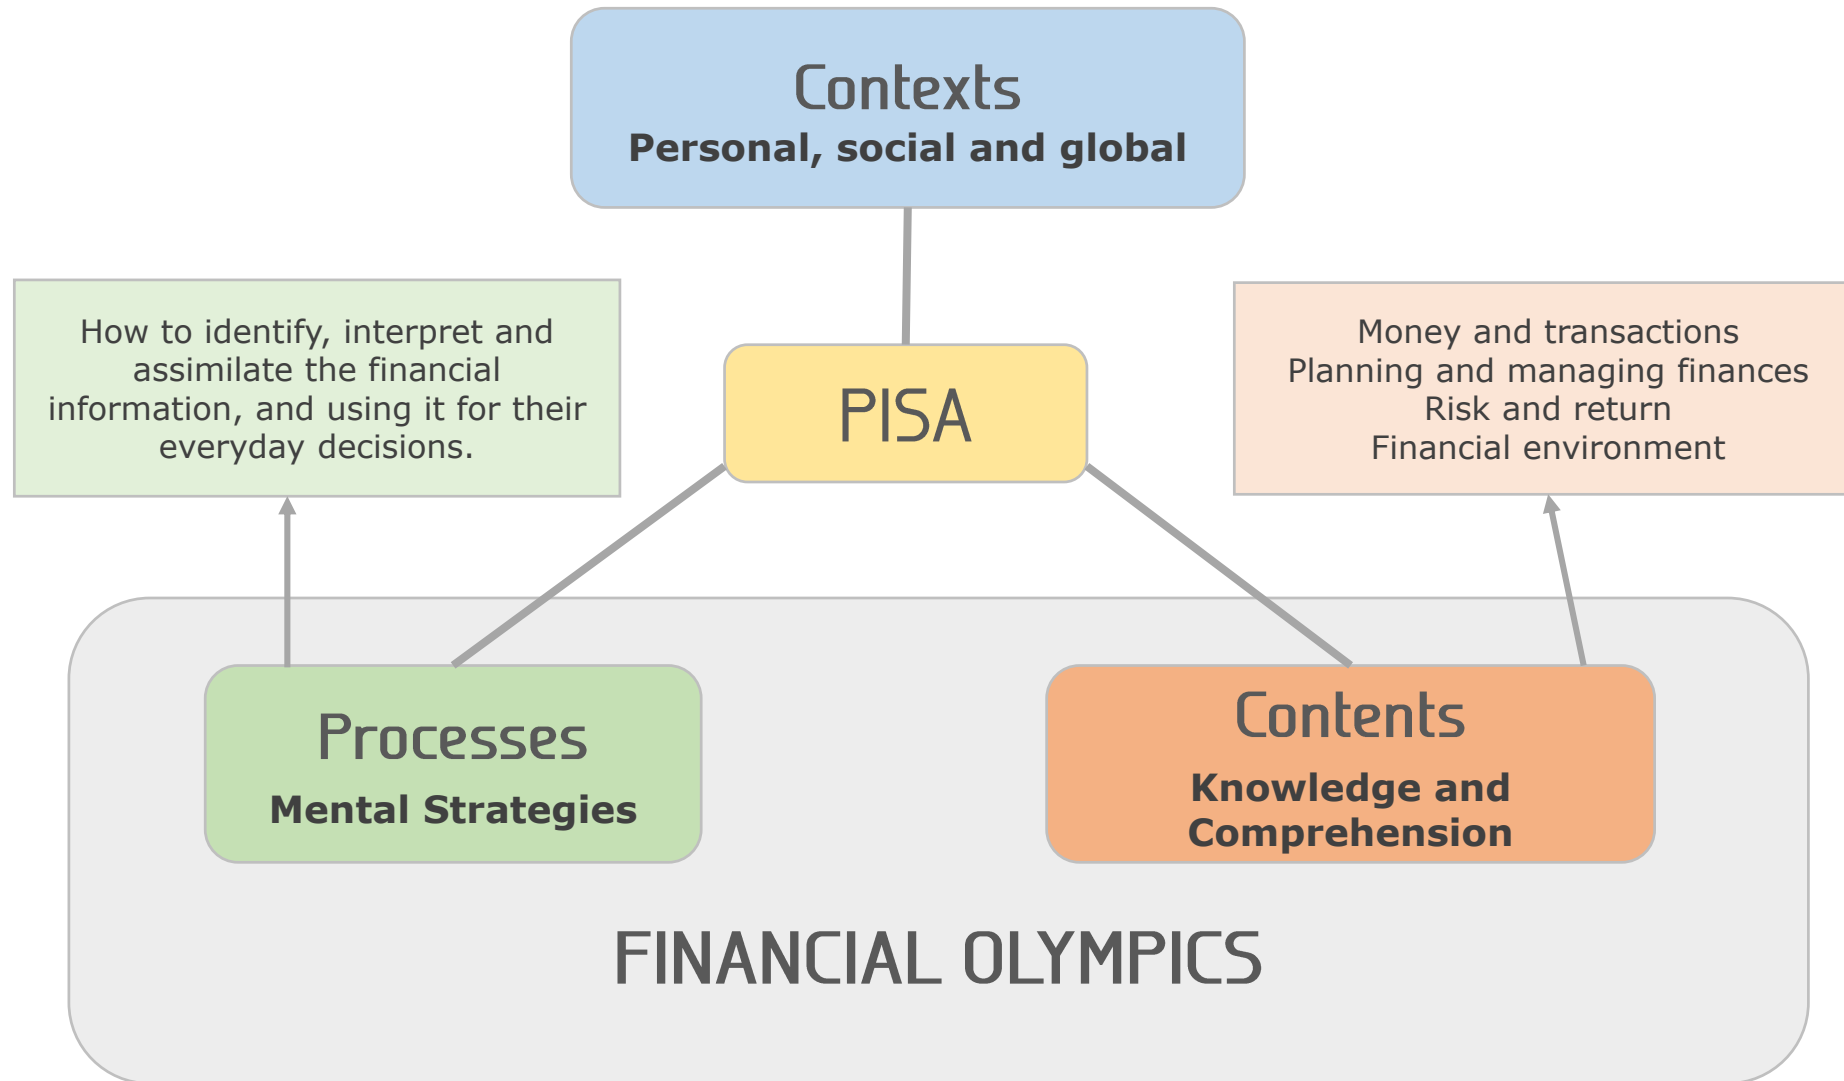 Contexts
Personal, social and global
How to identify, interpret and
assimilate the financial
information, and using it for their
everyday decisions.
PISA
Money and transactions
Planning and managing finances
Risk and return
Financial environment
Processes
Mental Strategies
Contents
Knowledge and
Comprehension
FINANCIAL OLYMPICS